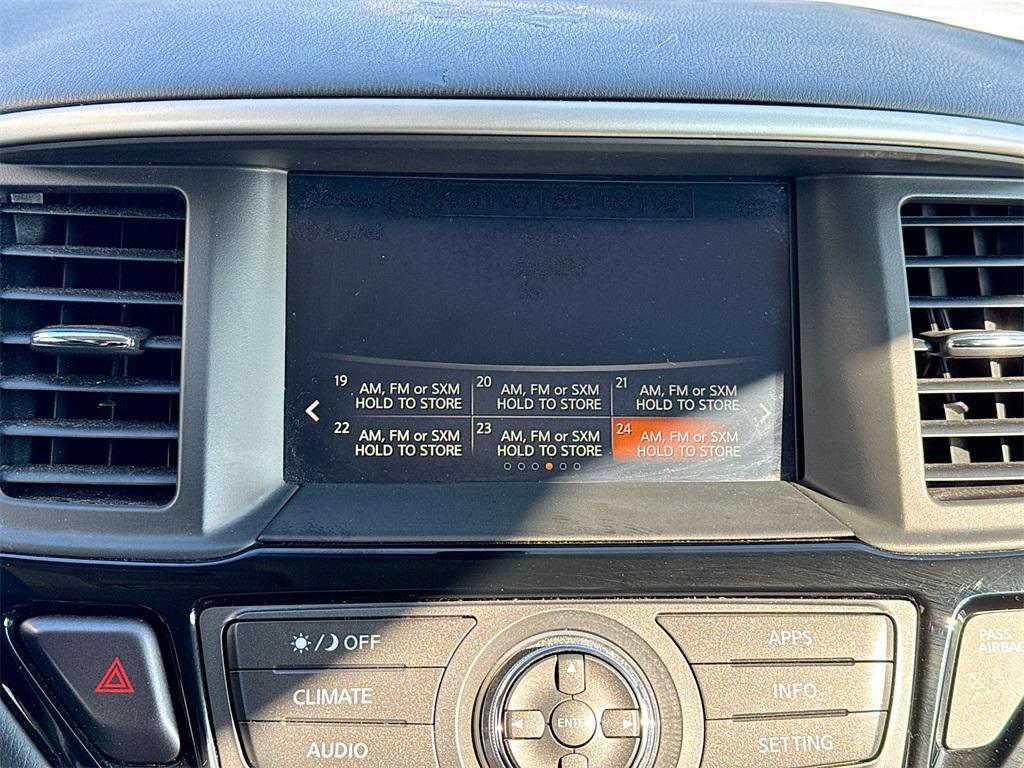 19 AM, FM or SXM 20 AM, FM or SXM 21 AM, FM or SXM
HOLD TO STORE HOLD TO STORE HOLD TO STORE
22 AM, FM or SXM 23 AM, FM or SXM 24 AM, FM or SXM
HOLD TO STORE HOLD TO STORE HOLD TO STORE
OFF
CLIMATE
AUDIO
ENTER
APPS
INFO
SETTING
PASS
AIRBAG